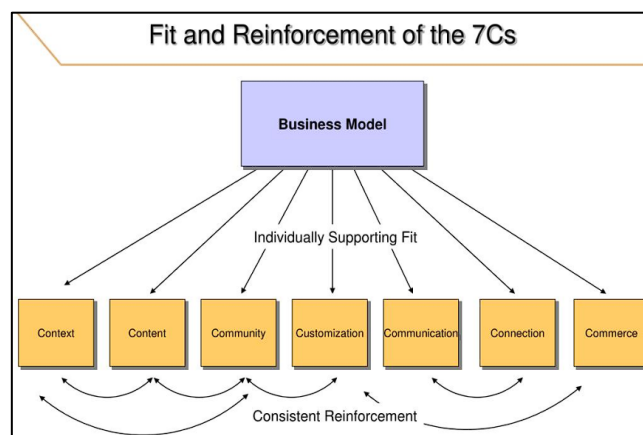 Fit and Reinforcement of the 7Cs
Business Model
Individually Supporting Fit
Context
Content
Community
Customization
Communication
Connection
Commerce
Consistent Reinforcement